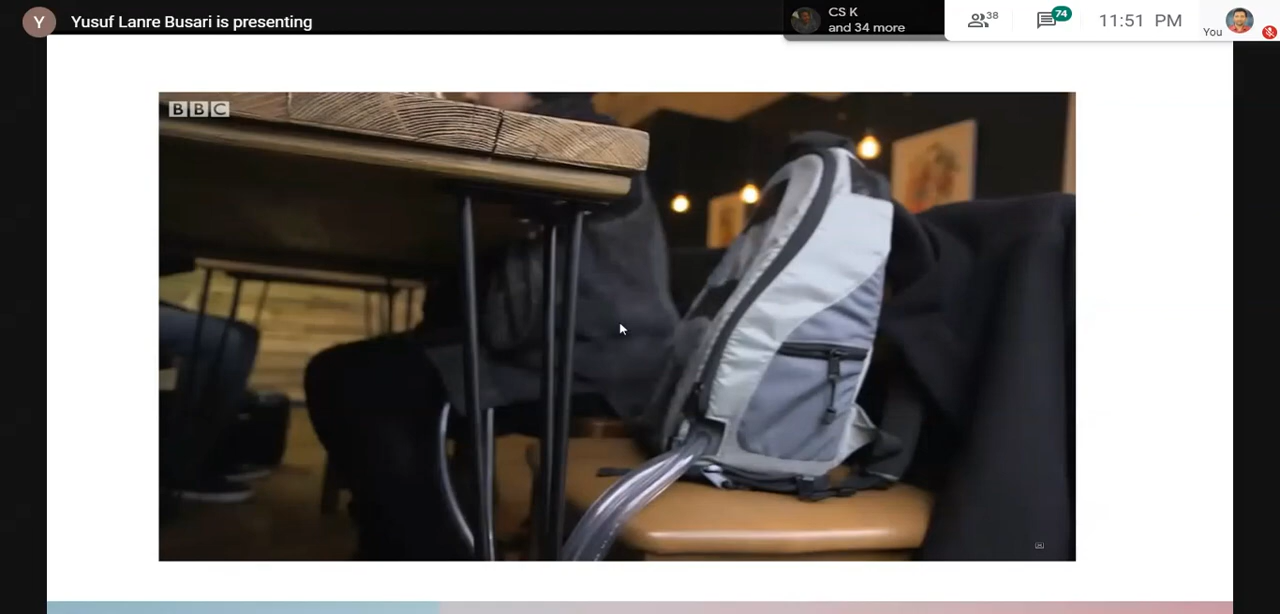 Y
Yusuf Lanre Busari is presenting
CS K
and 34 more
38
74
11:51 PM
You
BBC